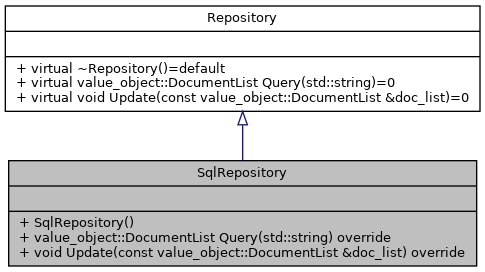 Repository
+ virtual ~Repository()=default
+ virtual value_object::DocumentList Query(std::string)=0
+ virtual void Update(const value_object::DocumentList &doc_list)=0
SqlRepository
+ SqlRepository()
+ value_object::DocumentList Query(std::string) override
+ void Update(const value_object::DocumentList &doc_list) override